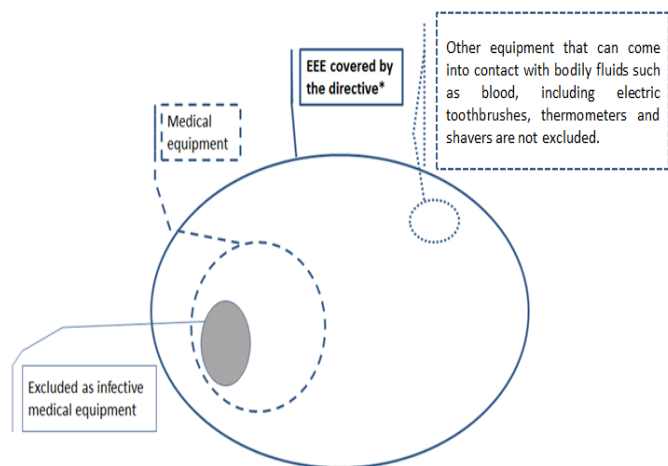 EEE covered by
the directive*
Other equipment that can come
into contact with bodily fluids such
as blood, including electric
toothbrushes, thermometers and
shavers are not excluded.
Medical
equipment
Excluded as infective
medical equipment